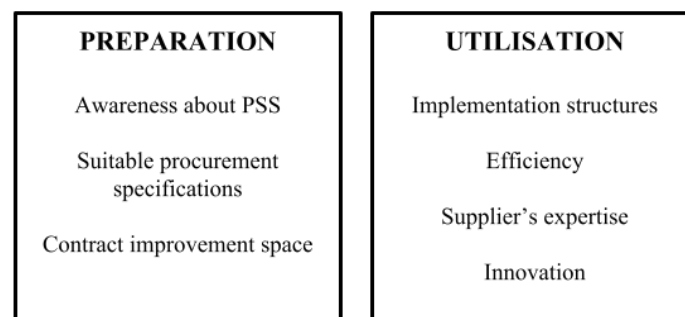 PREPARATION
Awareness about PSS
Suitable procurement
specifications
Contract improvement space
UTILISATION
Implementation structures
Efficiency
Supplier’s expertise
Innovation